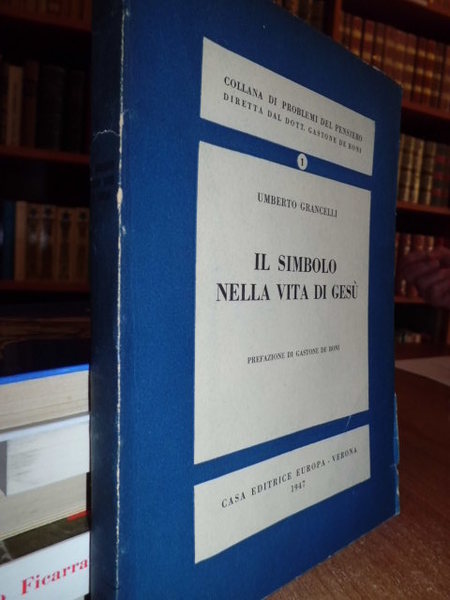 COLLANA DI PROBLEMI DEL PENSIERO
DIRETTA DAL DOTT. GASTONE DE BONI
1
UMBERTO GRANCELLI
IL SIMBOLO
NELLA VITA DI GESÙ
PREFAZIONE DI GASTONE DE BONI
CASA EDITRICE EUROPA - VERONA
1947
Ficarra